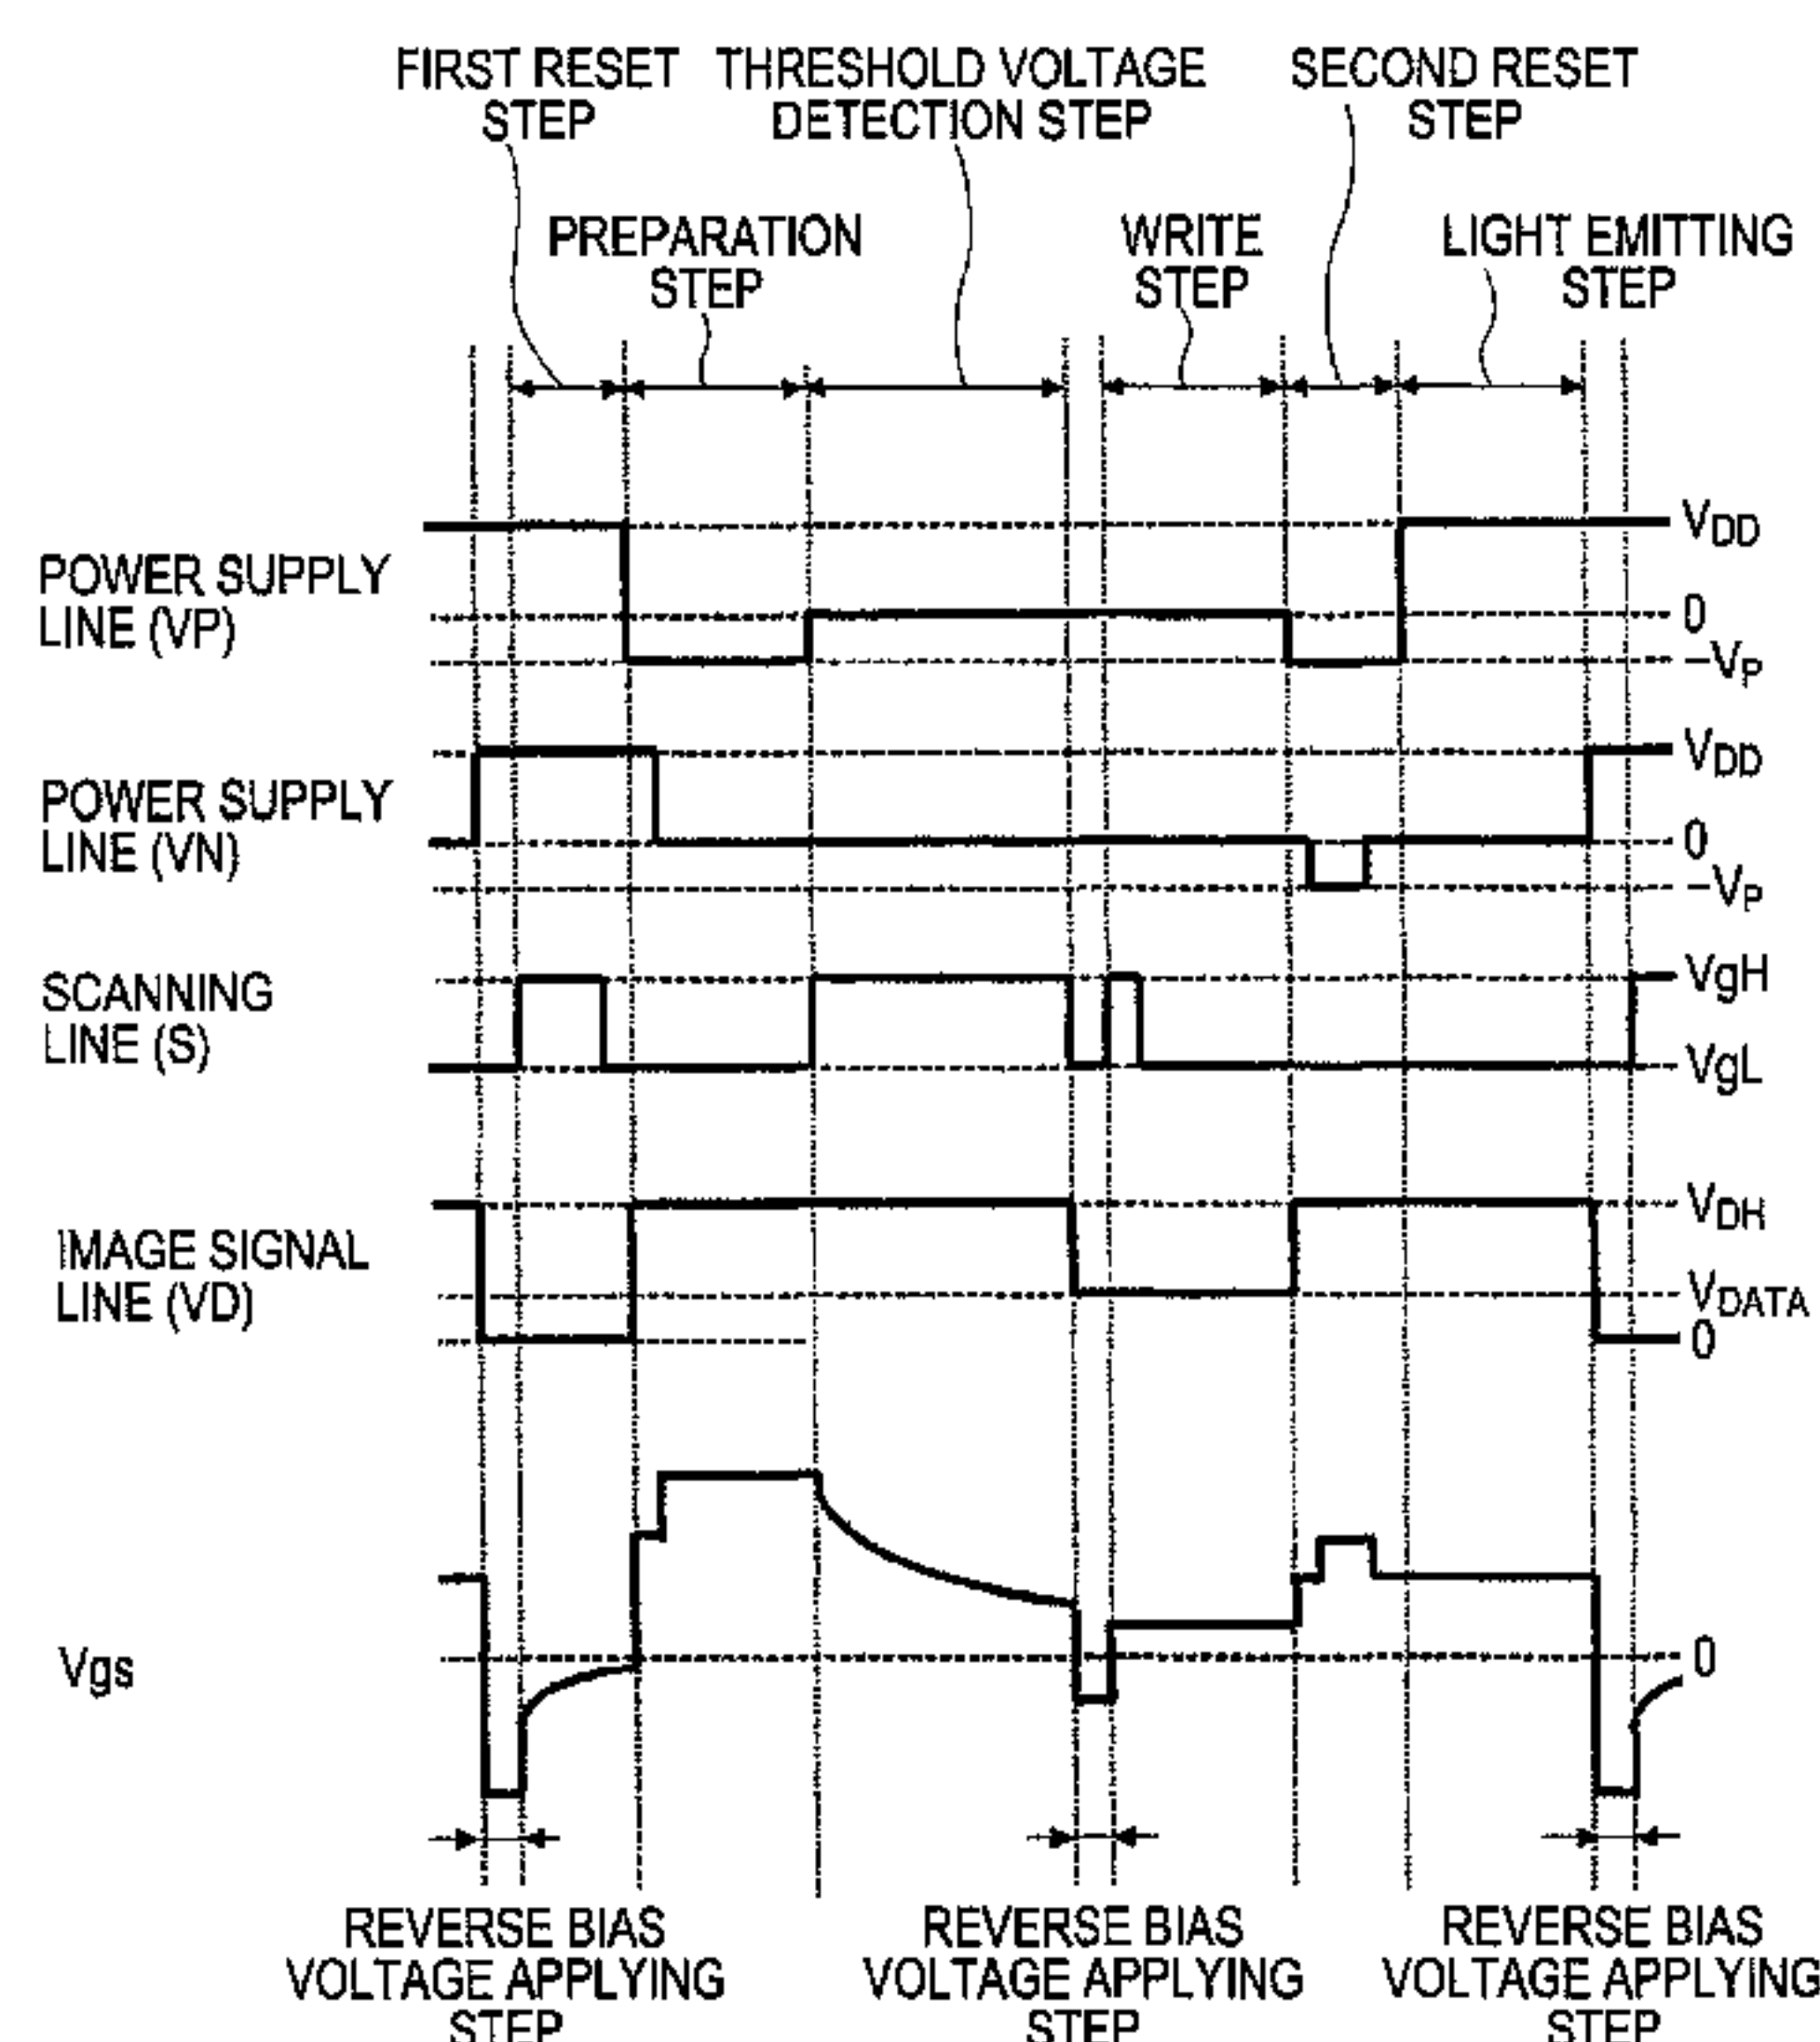 FIRST RESET
STEP
THRESHOLD VOLTAGE
DETECTION STEP
SECOND RESET
STEP
PREPARATION
STEP
WRITE
STEP
LIGHT EMITTING
STEP
POWER SUPPLY
LINE (VP)
VDD
0
−VP
POWER SUPPLY
LINE (VN)
VDD
0
−VP
SCANNING
LINE (S)
VgH
VgL
IMAGE SIGNAL
LINE (VD)
VDH
VDATA
0
Vgs
0
REVERSE BIAS
VOLTAGE APPLYING
STEP
REVERSE BIAS
VOLTAGE APPLYING
STEP
REVERSE BIAS
VOLTAGE APPLYING
STEP